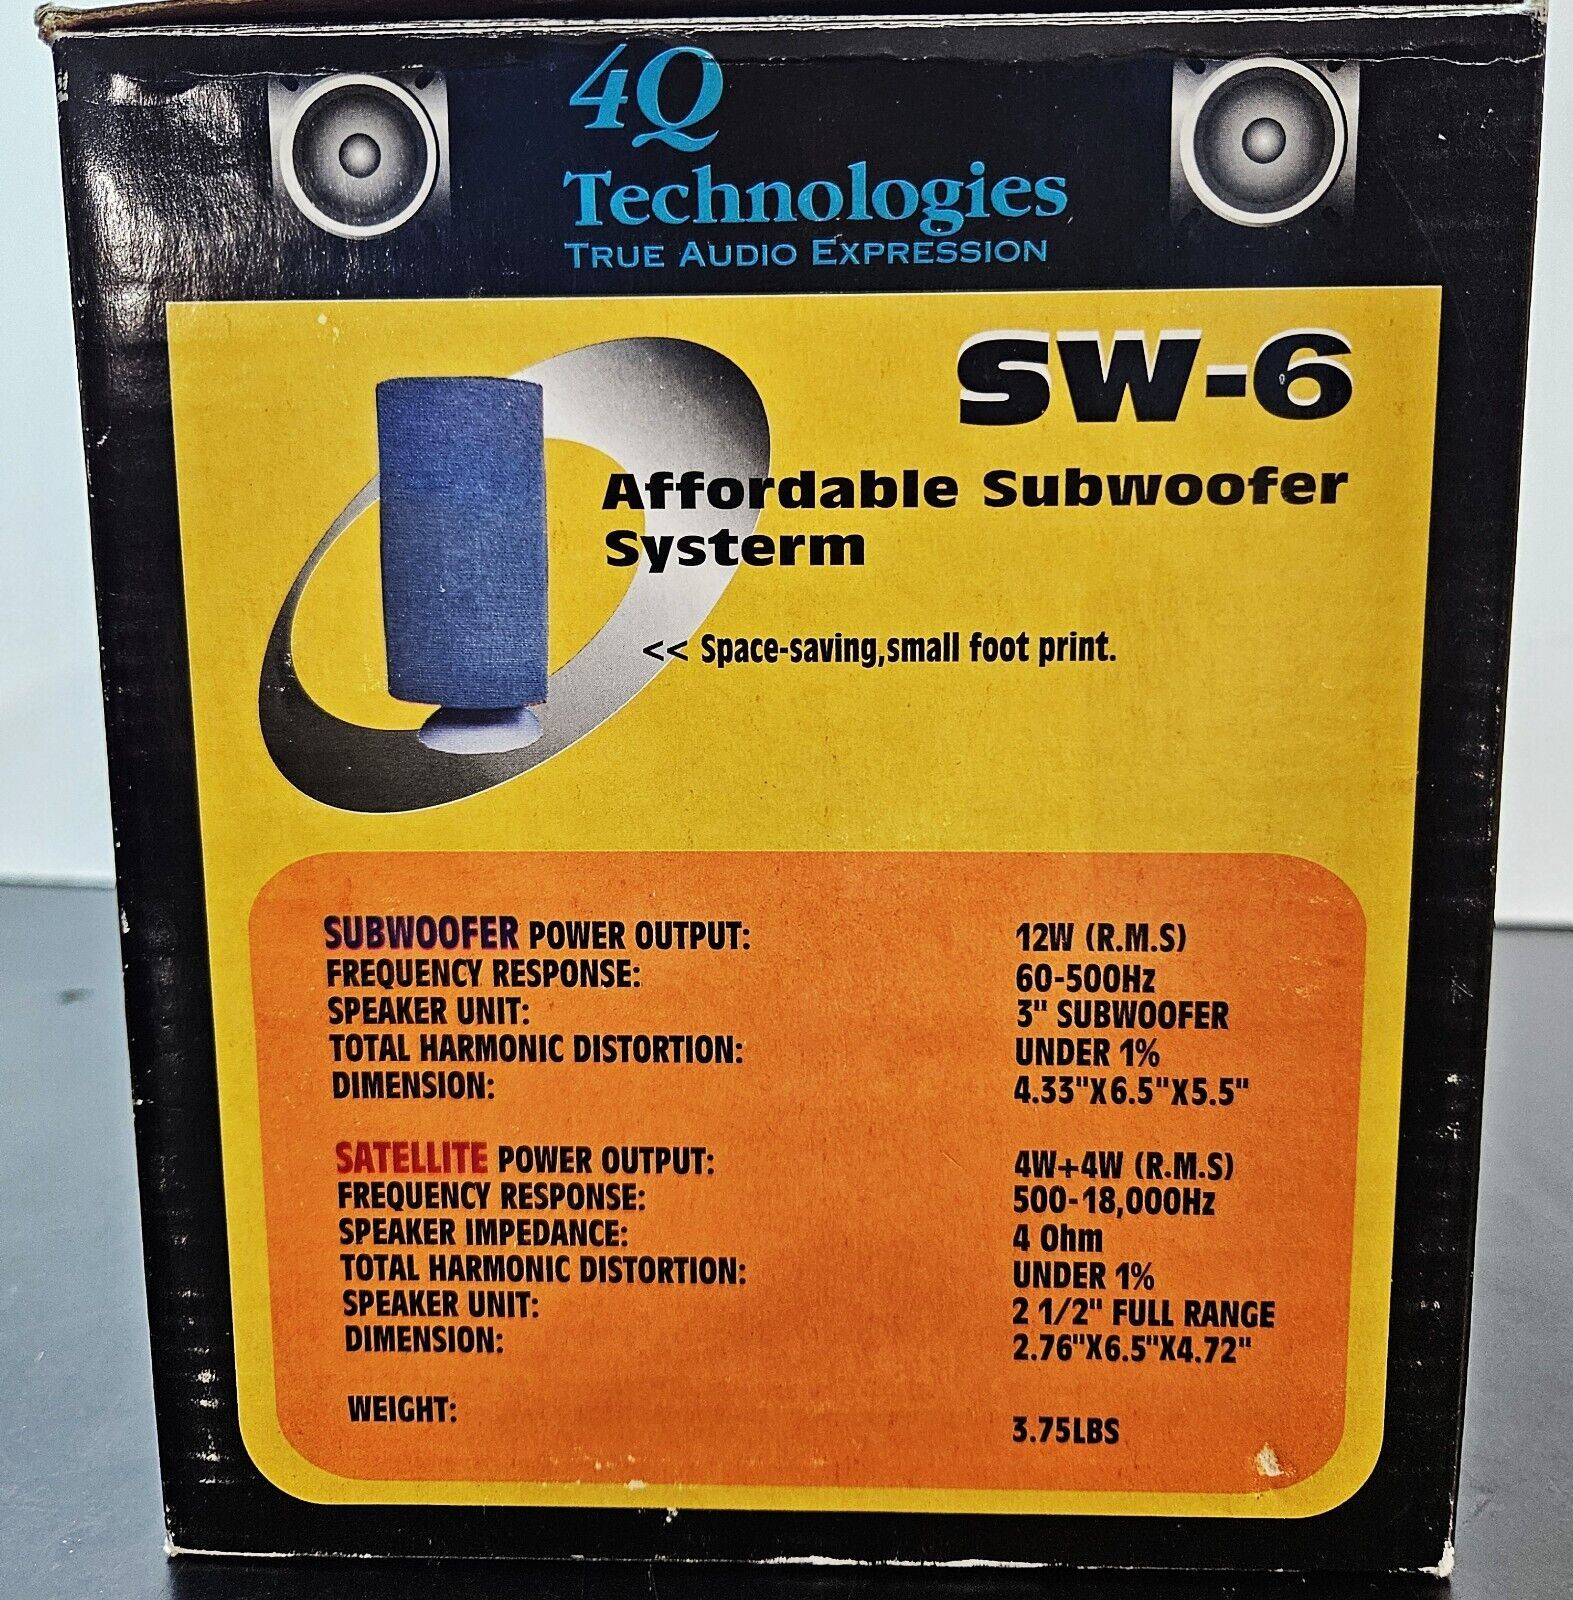 4Q
Technologies
TRUE AUDIO EXPRESSION
SW-6
Affordable Subwoofer
Systerm
<< Space-saving,small foot print.
SUBWOOFER POWER OUTPUT: 12W (R.M.S)
FREQUENCY RESPONSE: 60-500Hz
SPEAKER UNIT: 3" SUBWOOFER
TOTAL HARMONIC DISTORTION: UNDER 1%
DIMENSION: 4.33"X6.5"X5.5"
SATELLITE POWER OUTPUT: 4W+4W (R.M.S)
FREQUENCY RESPONSE: 500-18,000Hz
SPEAKER IMPEDANCE: 4 Ohm
TOTAL HARMONIC DISTORTION: UNDER 1%
SPEAKER UNIT: 2 1/2" FULL RANGE
DIMENSION: 2.76"X6.5"X4.72"
WEIGHT: 3.75LBS